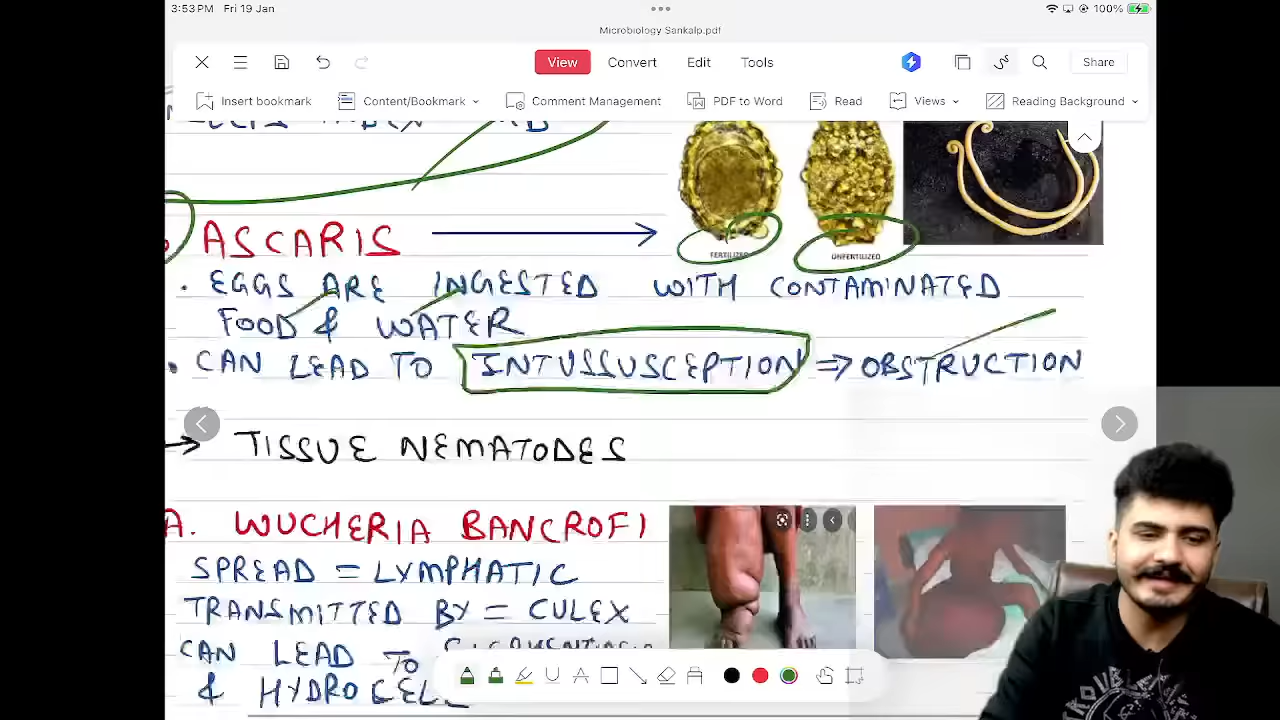 3:53 PM Fri 19 Jan
100%
Microbiology Sankalp.pdf
View Convert Edit Tools Share
Insert bookmark Content/Bookmark Comment Management PDF to Word Read Views Reading Background
ASCARIS
FERTILIZED UNFERTILIZED
. EGGS ARE INGESTED WITH CONTAMINATED
FOOD & WATER
. CAN LEAD TO INTUSSUSCEPTION ⇒ OBSTRUCTION
→ TISSUE NEMATODES
A. WUCHERIA BANCROFI
SPREAD = LYMPHATIC
TRANSMITTED BY = CULEX
CAN LEAD TO
& HYDROCELE